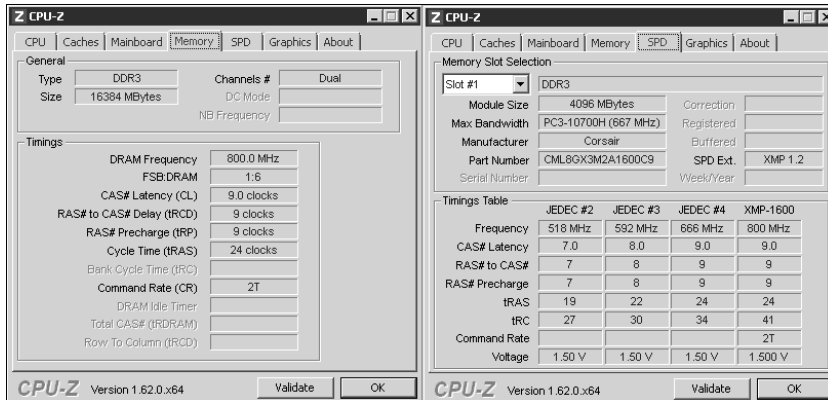 CPU-Z
CPU Caches Mainboard Memory SPD Graphics About
General
Type DDR3 Channels # Dual
Size 16384 MBytes DC Mode
NB Frequency
Timings
DRAM Frequency 800.0 MHz
FSB:DRAM 1:6
CAS# Latency (CL) 9.0 clocks
RAS# to CAS# Delay (tRCD) 9 clocks
RAS# Precharge (tRP) 9 clocks
Cycle Time (tRAS) 24 clocks
Bank Cycle Time (tRC)
Command Rate (CR) 2T
DRAM Idle Timer
Total CAS# (tRDRAM)
Row To Column (tRCD)
CPU-Z Version 1.62.0.x64 Validate OK
CPU-Z
CPU Caches Mainboard Memory SPD Graphics About
Memory Slot Selection
Slot #1 DDR3
Module Size 4096 MBytes Correction
Max Bandwidth PC3-10700H (667 MHz) Registered
Manufacturer Corsair Buffered
Part Number CML8GX3M2A1600C9 SPD Ext. XMP 1.2
Serial Number Week/Year
Timings Table
JEDEC #2 JEDEC #3 JEDEC #4 XMP-1600
Frequency 518 MHz 592 MHz 666 MHz 800 MHz
CAS# Latency 7.0 8.0 9.0 9.0
RAS# to CAS# 7 8 9 9
RAS# Precharge 7 8 9 9
tRAS 19 22 24 24
tRC 27 30 34 41
Command Rate 2T
Voltage 1.50 V 1.50 V 1.50 V 1.500 V
CPU-Z Version 1.62.0.x64 Validate OK